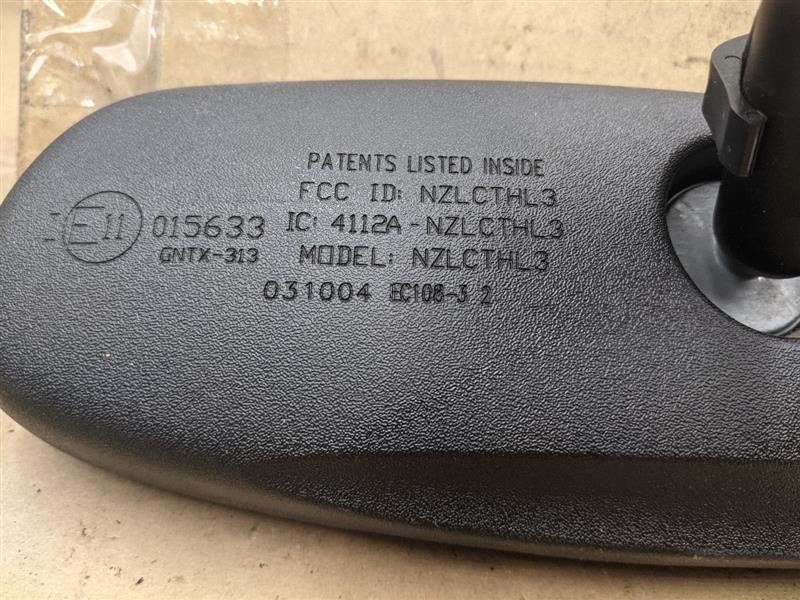 PATENTS LISTED INSIDE
FCC ID: NZLCTHL3
E11 015633 IC: 4112A-NZLCTHL3
GNTX-313 MODEL: NZLCTHL3
031004 EC108-3 2